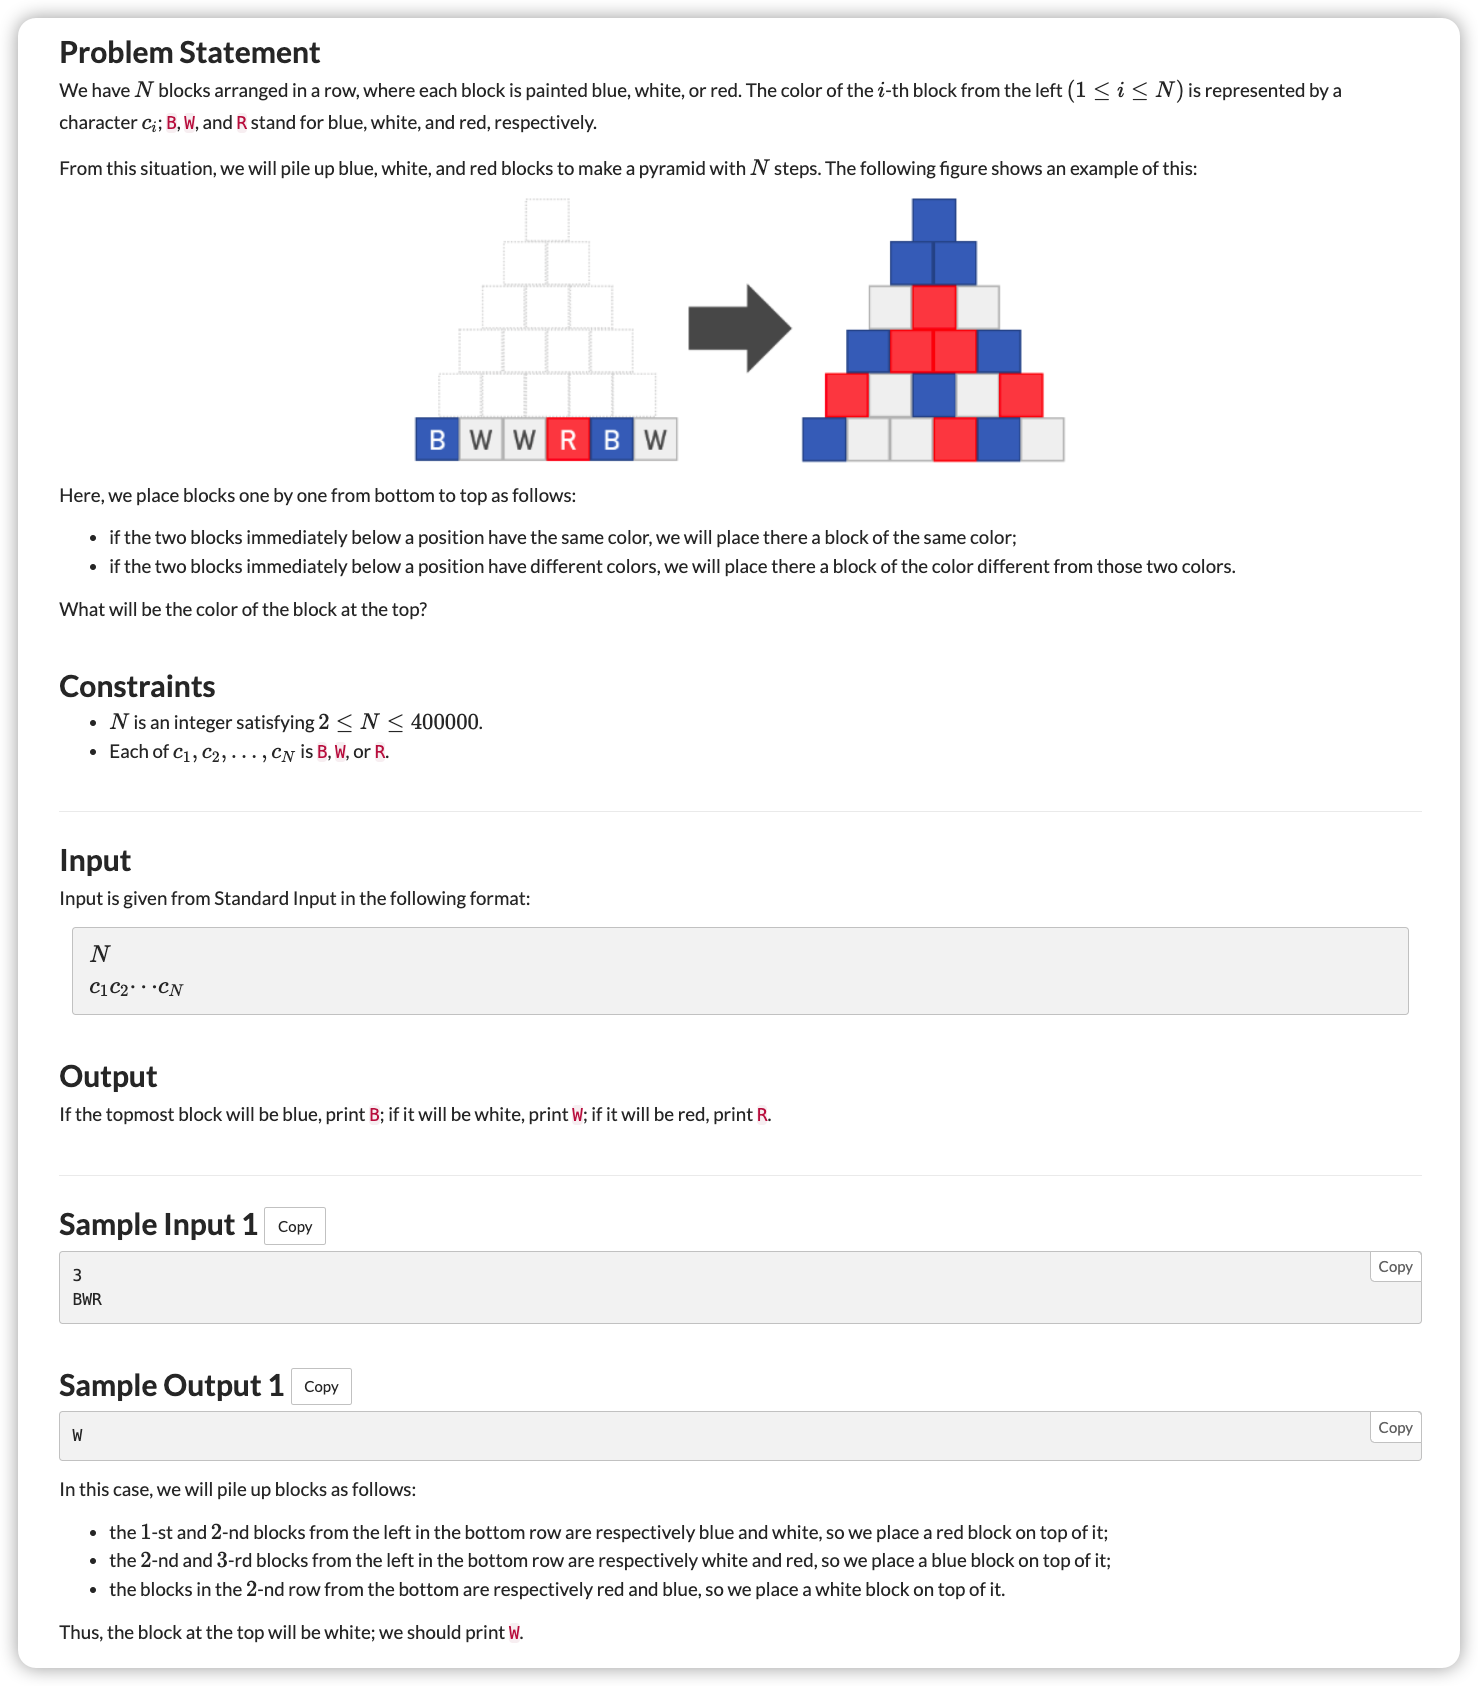 Problem Statement
We have N blocks arranged in a row, where each block is painted blue, white, or red. The color of the i-th block from the left (1 ≤ i ≤ N) is represented by a
character cᵢ; B, W, and R stand for blue, white, and red, respectively.
From this situation, we will pile up blue, white, and red blocks to make a pyramid with N steps. The following figure shows an example of this:
B W W R B W
Here, we place blocks one by one from bottom to top as follows:
• if the two blocks immediately below a position have the same color, we will place there a block of the same color;
• if the two blocks immediately below a position have different colors, we will place there a block of the color different from those two colors.
What will be the color of the block at the top?
Constraints
• N is an integer satisfying 2 ≤ N ≤ 400000.
• Each of c₁, c₂, . . . , c_N is B, W, or R.
Input
Input is given from Standard Input in the following format:
N
c₁c₂···c_N
Output
If the topmost block will be blue, print B; if it will be white, print W; if it will be red, print R.
Sample Input 1 Copy
Copy
3
BWR
Sample Output 1 Copy
Copy
W
In this case, we will pile up blocks as follows:
• the 1-st and 2-nd blocks from the left in the bottom row are respectively blue and white, so we place a red block on top of it;
• the 2-nd and 3-rd blocks from the left in the bottom row are respectively white and red, so we place a blue block on top of it;
• the blocks in the 2-nd row from the bottom are respectively red and blue, so we place a white block on top of it.
Thus, the block at the top will be white; we should print W.